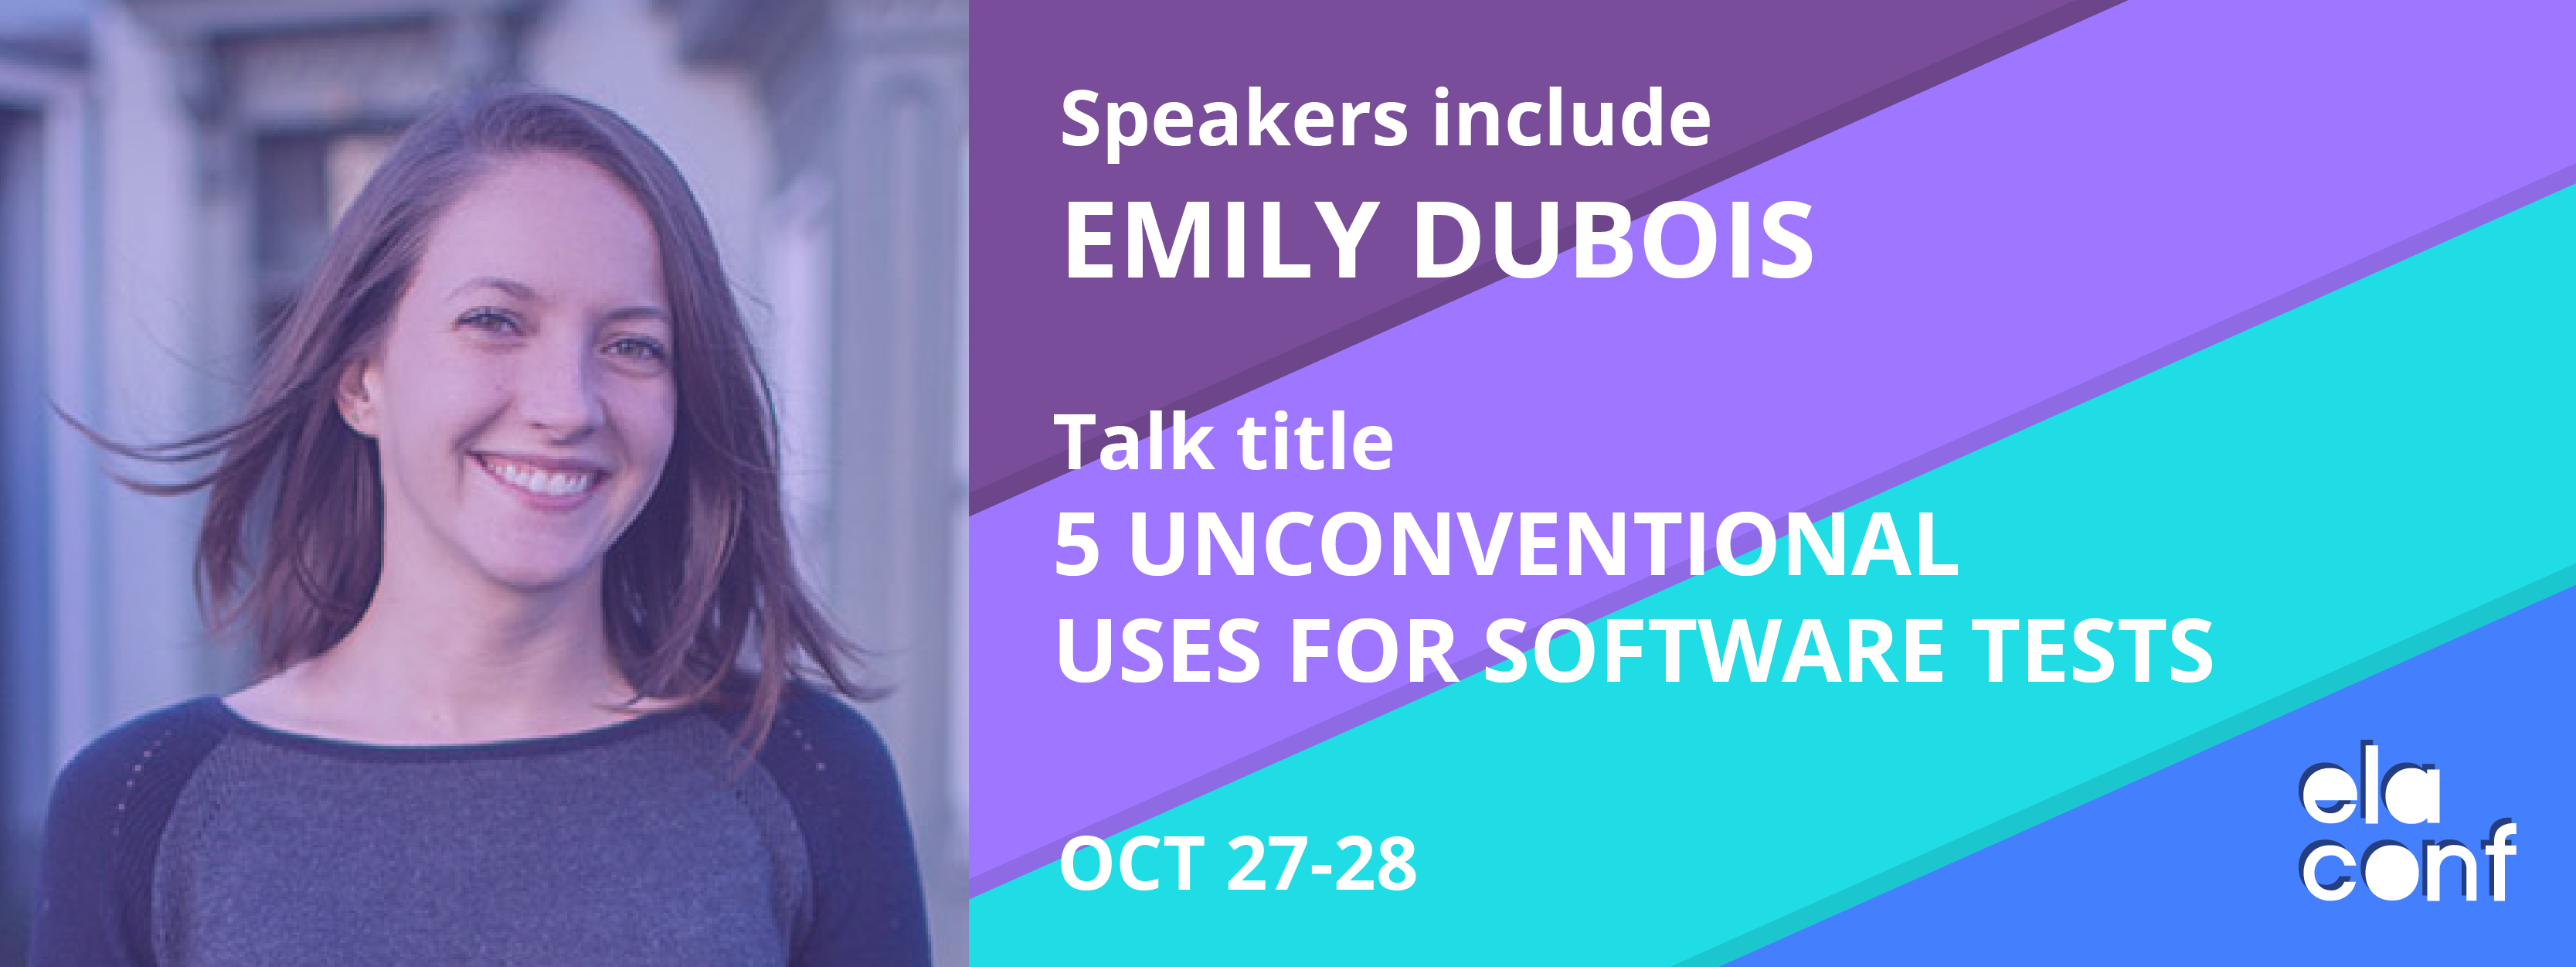 Speakers include
EMILY DUBOIS
Talk title
5 UNCONVENTIONAL
USES FOR SOFTWARE TESTS
OCT 27-28
ela
conf